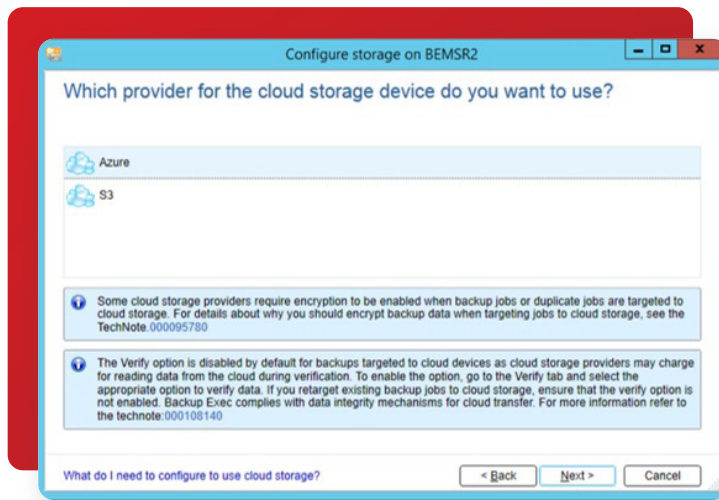 Configure storage on BEMSR2
Which provider for the cloud storage device do you want to use?
Azure
S3
Some cloud storage providers require encryption to be enabled when backup jobs or duplicate jobs are targeted to
cloud storage. For details about why you should encrypt backup data when targeting jobs to cloud storage, see the
TechNote.000095780
The Verify option is disabled by default for backups targeted to cloud devices as cloud storage providers may charge
for reading data from the cloud during verification. To enable the option, go to the Verify tab and select the
appropriate option to verify data. If you retarget existing backup jobs to cloud storage, ensure that the verify option is
not enabled. Backup Exec complies with data integrity mechanisms for cloud transfer. For more information refer to
the technote:000108140
What do I need to configure to use cloud storage?
< Back
Next >
Cancel